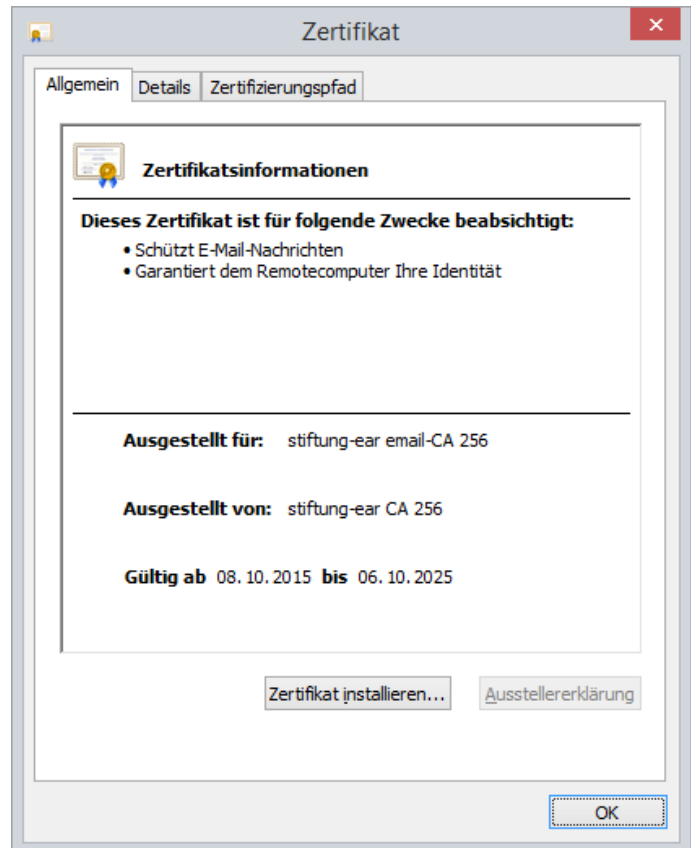 Zertifikat
Allgemein Details Zertifizierungspfad
Zertifikatsinformationen
Dieses Zertifikat ist für folgende Zwecke beabsichtigt:
• Schützt E-Mail-Nachrichten
• Garantiert dem Remotecomputer Ihre Identität
Ausgestellt für: stiftung-ear email-CA 256
Ausgestellt von: stiftung-ear CA 256
Gültig ab 08.10.2015 bis 06.10.2025
Zertifikat installieren... Ausstellererklärung
OK